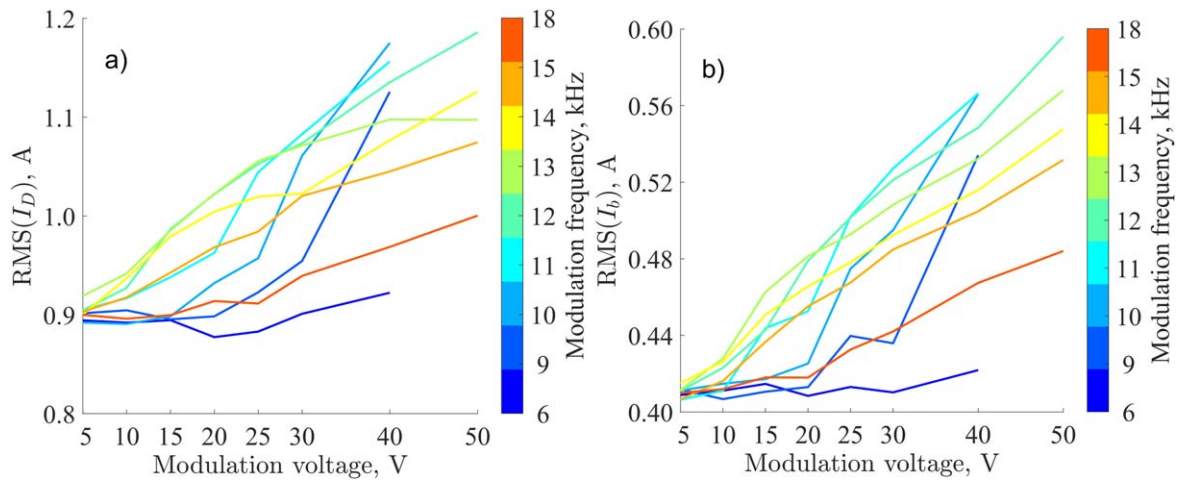 a)
1.2
1.1
1.0
0.9
0.8
RMS(I_D), A
5 10 15 20 25 30 40 50
Modulation voltage, V
18
15
14
13
12
11
10
9
6
Modulation frequency, kHz
b)
0.60
0.56
0.52
0.48
0.44
0.40
RMS(I_b), A
5 10 15 20 25 30 40 50
Modulation voltage, V
18
15
14
13
12
11
10
9
6
Modulation frequency, kHz